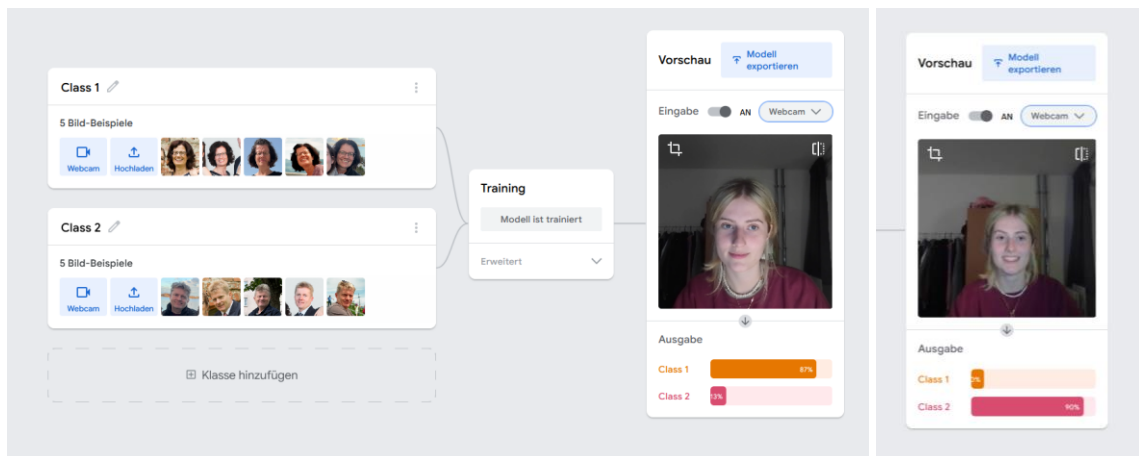 Class 1
5 Bild-Beispiele
Webcam
Hochladen
Class 2
5 Bild-Beispiele
Webcam
Hochladen
Klasse hinzufügen
Training
Modell ist trainiert
Erweitert
Vorschau
Modell
exportieren
Eingabe
AN
Webcam
Ausgabe
Class 1
87%
Class 2
13%
Vorschau
Modell
exportieren
Eingabe
AN
Webcam
Ausgabe
Class 1
Class 2
90%